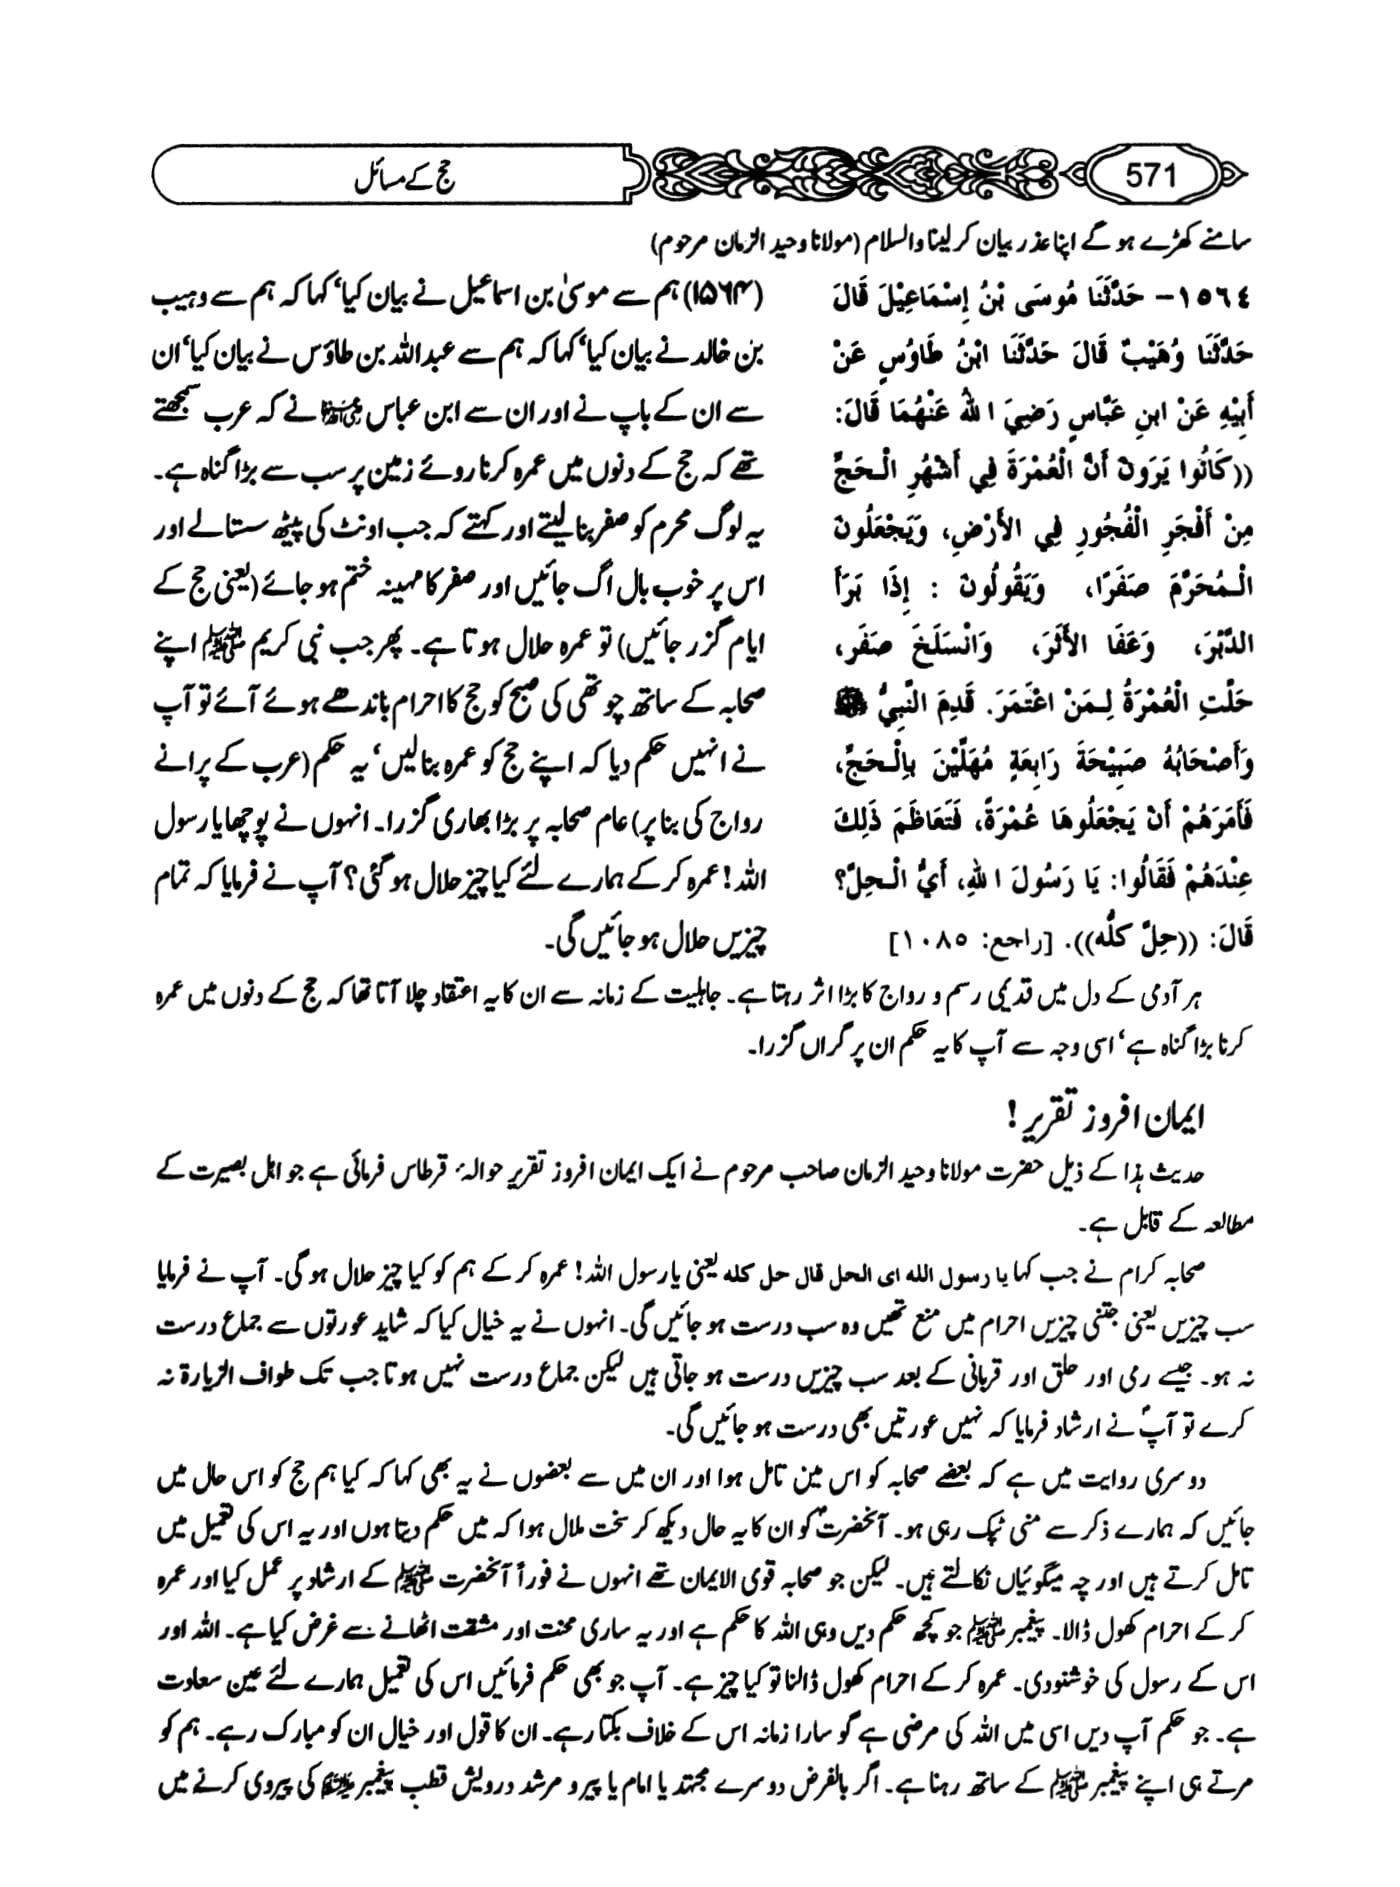 571
حج کے مسائل
سامنے کھڑے ہو گے اپنا عذر بیان کر لینا والسلام (مولانا وحید الزمان مرحوم)
١٥٦٤ – حَدَّثَنَا مُوسَى بْنُ إِسْمَاعِيْلَ قَالَ
حَدَّثَنَا وُهَيْبٌ قَالَ حَدَّثَنَا ابْنُ طَاوُسٍ عَنْ
أَبِيْهِ عَنْ ابنِ عَبَّاسٍ رَضِيَ ا للهُ عَنْهُمَا قَالَ:
((كَانُوا يَرَونَ أَنَّ الْعُمْرَةَ فِي أَشْهُرِ الْحَجِّ
مِنْ أَفْجَرِ الْفُجُورِ فِي الأَرْضِ، وَيَجْعَلُونَ
الْمُحَرَّمَ صَفَرًا، وَيَقُولُونَ : إِذَا بَرَأَ
الدَّبَرَ، وَعَفَا الأَثَرَ، وَانْسَلَخَ صَفَر،
حَلَّتِ الْعُمْرَةُ لِمَنْ اعْتَمَرَ. قَدِمَ النَّبِيُّ ﷺ
وَأَصْحَابُهُ صَبِيْحَةَ رَابِعَةٍ مُهَلِّيْنَ بِالْحَجِّ،
فَأَمَرَهُمْ أَنْ يَجْعَلُوهَا عُمْرَةً، فَتَعَاظَمَ ذَلِكَ
عِنْدَهُمْ فَقَالُوا: يَا رَسُولَ ا للهِ، أَيُّ الْحِلِّ؟
قَالَ: ((حِلٌّ كلُّه)). [راجع: ١٠٨٥]
(۱۵۶۴) ہم سے موسیٰ بن اسماعیل نے بیان کیا‘ کہا کہ ہم سے وہیب
بن خالد نے بیان کیا‘ کہا کہ ہم سے عبداللہ بن طاؤس نے بیان کیا‘ ان
سے ان کے باپ نے اور ان سے ابن عباس رضی اللہ عنہما نے کہ عرب سمجھتے
تھے کہ حج کے دنوں میں عمرہ کرنا روئے زمین پر سب سے بڑا گناہ ہے۔
یہ لوگ محرم کو صفر بنا لیتے اور کہتے کہ جب اونٹ کی پیٹھ سستا لے اور
اس پر خوب بال اگ جائیں اور صفر کا مہینہ ختم ہو جائے (یعنی حج کے
ایام گزر جائیں) تو عمرہ حلال ہوتا ہے۔ پھر جب نبی کریم ﷺ اپنے
صحابہ کے ساتھ چوتھی کی صبح کو حج کا احرام باندھے ہوئے آئے تو آپ
نے انہیں حکم دیا کہ اپنے حج کو عمرہ بنا لیں‘ یہ حکم (عرب کے پرانے
رواج کی بنا پر) عام صحابہ پر بڑا بھاری گزرا۔ انہوں نے پوچھا یا رسول
اللہ! عمرہ کر کے ہمارے لئے کیا چیز حلال ہو گئی؟ آپ نے فرمایا کہ تمام
چیزیں حلال ہو جائیں گی۔
ہر آدمی کے دل میں قدیمی رسم و رواج کا بڑا اثر رہتا ہے۔ جاہلیت کے زمانہ سے ان کا یہ اعتقاد چلا آتا تھا کہ حج کے دنوں میں عمرہ
کرنا بڑا گناہ ہے‘ اسی وجہ سے آپ کا یہ حکم ان پر گراں گزرا۔
ایمان افروز تقریر!
حدیث ہذا کے ذیل حضرت مولانا وحید الزمان صاحب مرحوم نے ایک ایمان افروز تقریر حوالہٴ قرطاس فرمائی ہے جو اہل بصیرت کے
مطالعہ کے قابل ہے۔
صحابہ کرام نے جب کہا یا رسول الله ای الحل قال حل کله یعنی یا رسول اللہ! عمرہ کر کے ہم کو کیا چیز حلال ہو گی۔ آپ نے فرمایا
سب چیزیں یعنی جتنی چیزیں احرام میں منع تھیں وہ سب درست ہو جائیں گی۔ انہوں نے یہ خیال کیا کہ شاید عورتوں سے جماع درست
نہ ہو۔ جیسے رمی اور حلق اور قربانی کے بعد سب چیزیں درست ہو جاتی ہیں لیکن جماع درست نہیں ہوتا جب تک طواف الزیارة نہ
کرے تو آپؐ نے ارشاد فرمایا کہ نہیں عورتیں بھی درست ہو جائیں گی۔
دوسری روایت میں ہے کہ بعضے صحابہ کو اس میں تامل ہوا اور ان میں سے بعضوں نے یہ بھی کہا کہ کیا ہم حج کو اس حال میں
جائیں کہ ہمارے ذکر سے منی ٹپک رہی ہو۔ آنحضرتؐ کو ان کا یہ حال دیکھ کر سخت ملال ہوا کہ میں حکم دیتا ہوں اور یہ اس کی تعمیل میں
تامل کرتے ہیں اور چہ میگوئیاں نکالتے ہیں۔ لیکن جو صحابہ قوی الایمان تھے انہوں نے فوراً آنحضرت ﷺ کے ارشاد پر عمل کیا اور عمرہ
کر کے احرام کھول ڈالا۔ پیغمبر ﷺ جو کچھ حکم دیں وہی اللہ کا حکم ہے اور یہ ساری محنت اور مشقت اٹھانے سے غرض کیا ہے۔ اللہ اور
اس کے رسول کی خوشنودی۔ عمرہ کر کے احرام کھول ڈالنا تو کیا چیز ہے۔ آپ جو بھی حکم فرمائیں اس کی تعمیل ہمارے لئے عین سعادت
ہے۔ جو حکم آپ دیں اسی میں اللہ کی مرضی ہے گو سارا زمانہ اس کے خلاف بکتا رہے۔ ان کا قول اور خیال ان کو مبارک رہے۔ ہم کو
مرتے ہی اپنے پیغمبر ﷺ کے ساتھ رہنا ہے۔ اگر بالفرض دوسرے مجتہد یا امام یا پیر و مرشد درویش قطب پیغمبر ﷺ کی پیروی کرنے میں